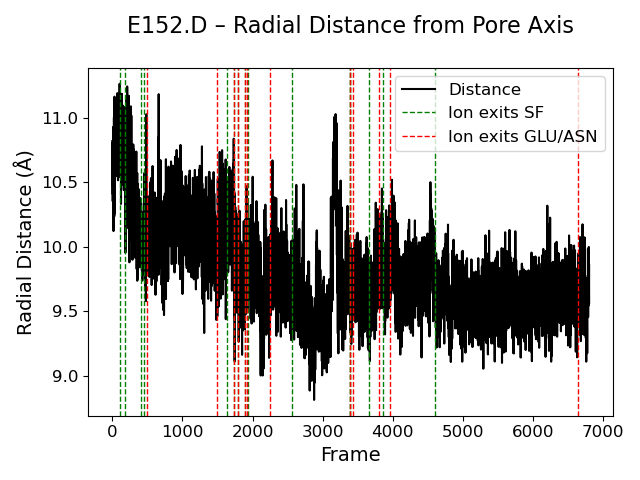 E152.D – Radial Distance from Pore Axis
Distance
Ion exits SF
Ion exits GLU/ASN
Radial Distance (Å)
11.0
10.5
10.0
9.5
9.0
0 1000 2000 3000 4000 5000 6000 7000
Frame